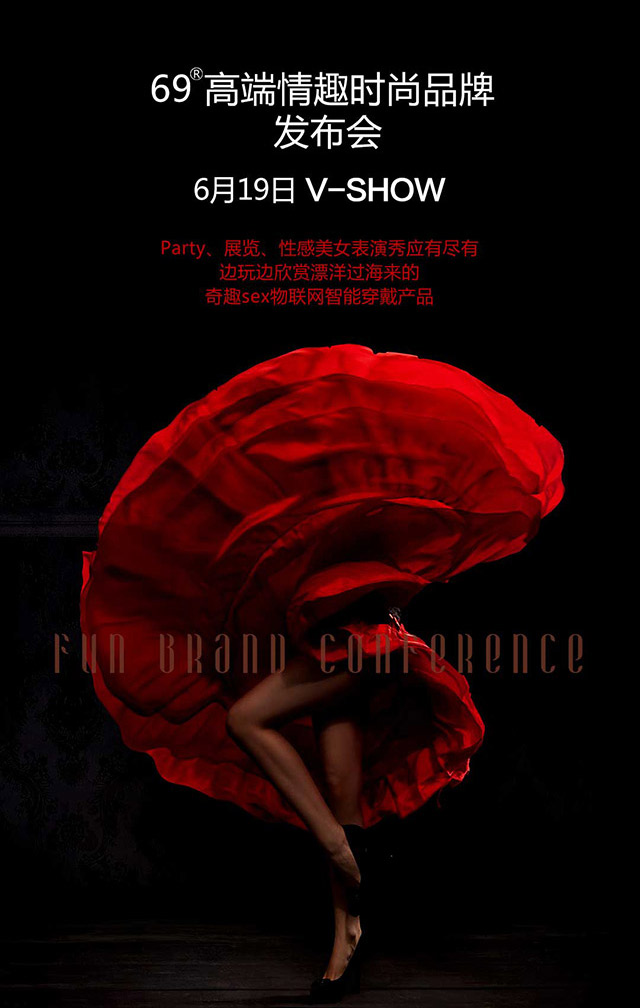 69®高端情趣时尚品牌
发布会
6月19日 V-SHOW
Party、展览、性感美女表演秀应有尽有
边玩边欣赏漂洋过海来的
奇趣sex物联网智能穿戴产品
FUN BRAND CONFERENCE